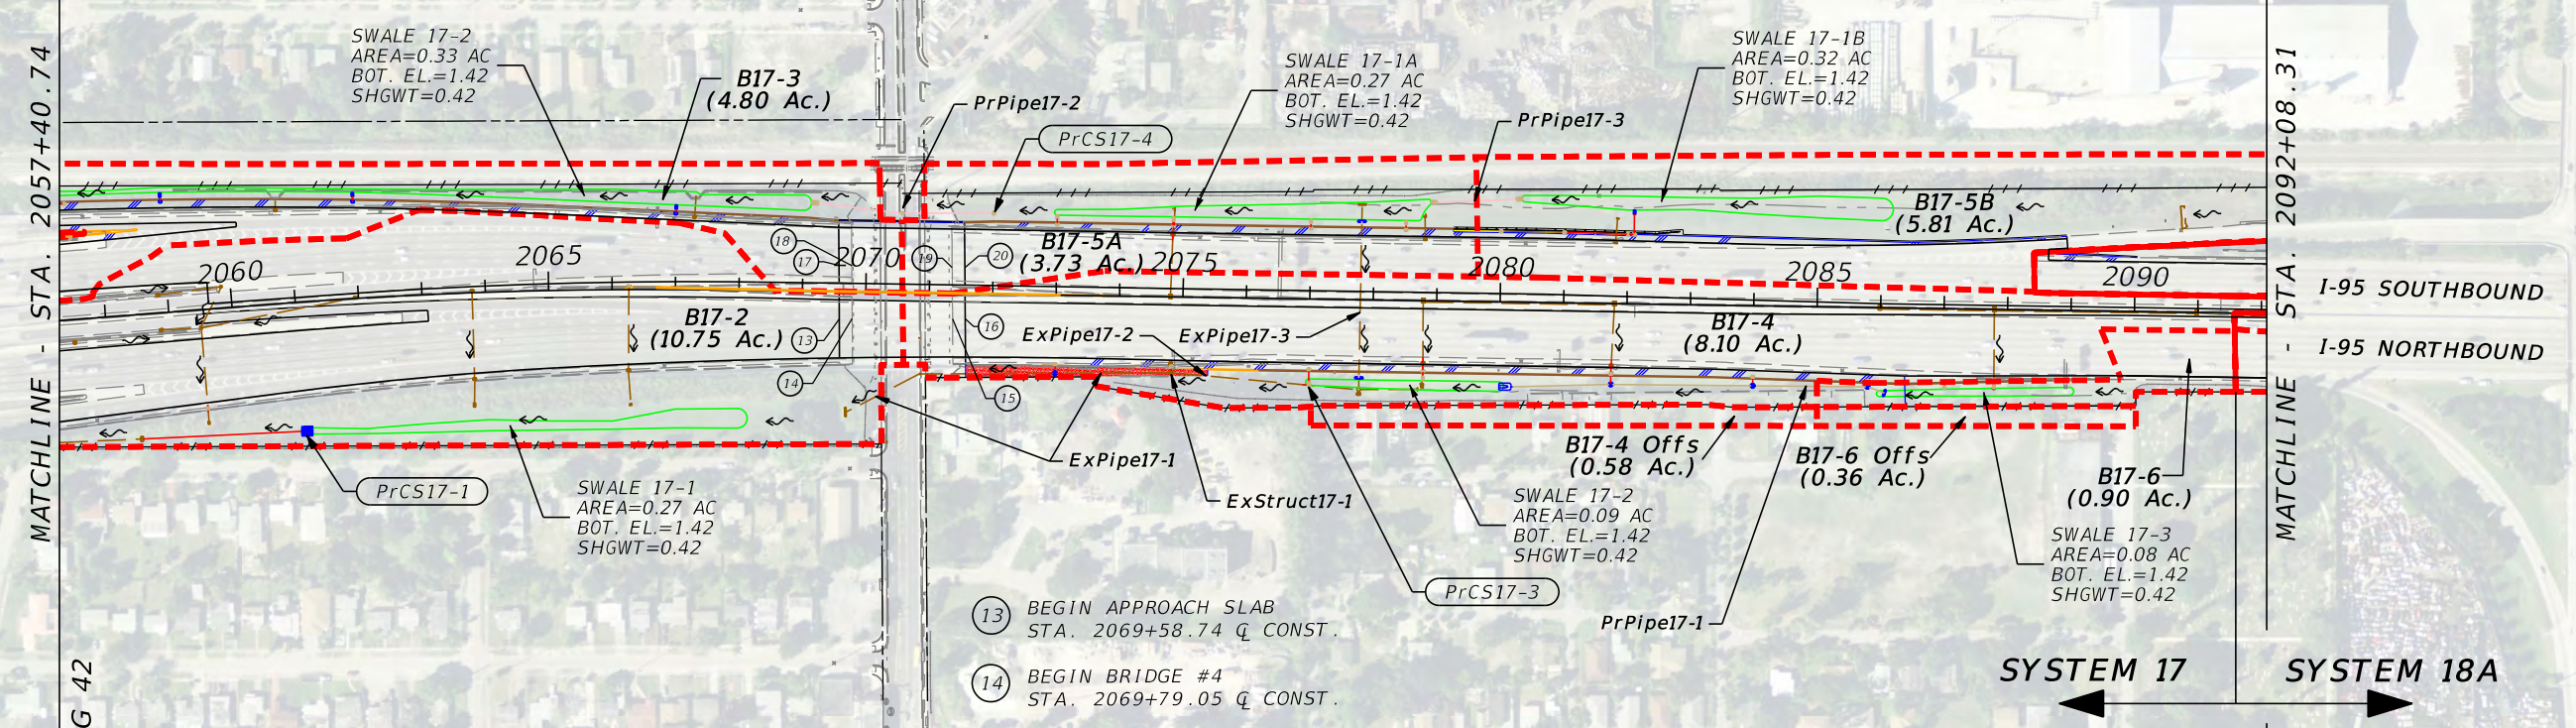 MATCHLINE - STA. 2057+40.74
G 42
SWALE 17-2
AREA=0.33 AC
BOT. EL.=1.42
SHGWT=0.42
B17-3
(4.80 Ac.)
PrPipe17-2
PrCS17-4
SWALE 17-1A
AREA=0.27 AC
BOT. EL.=1.42
SHGWT=0.42
PrPipe17-3
SWALE 17-1B
AREA=0.32 AC
BOT. EL.=1.42
SHGWT=0.42
B17-5B
(5.81 Ac.)
B17-5A
(3.73 Ac.)
18
17
19
20
2060
2065
2070
2075
2080
2085
2090
B17-2
(10.75 Ac.)
13
14
16
15
ExPipe17-2
ExPipe17-3
B17-4
(8.10 Ac.)
I-95 SOUTHBOUND
I-95 NORTHBOUND
MATCHLINE - STA. 2092+08.31
PrCS17-1
SWALE 17-1
AREA=0.27 AC
BOT. EL.=1.42
SHGWT=0.42
ExPipe17-1
ExStruct17-1
B17-4 Offs
(0.58 Ac.)
SWALE 17-2
AREA=0.09 AC
BOT. EL.=1.42
SHGWT=0.42
PrCS17-3
PrPipe17-1
B17-6 Offs
(0.36 Ac.)
B17-6
(0.90 Ac.)
SWALE 17-3
AREA=0.08 AC
BOT. EL.=1.42
SHGWT=0.42
13 BEGIN APPROACH SLAB
STA. 2069+58.74 ℄ CONST.
14 BEGIN BRIDGE #4
STA. 2069+79.05 ℄ CONST.
SYSTEM 17
SYSTEM 18A